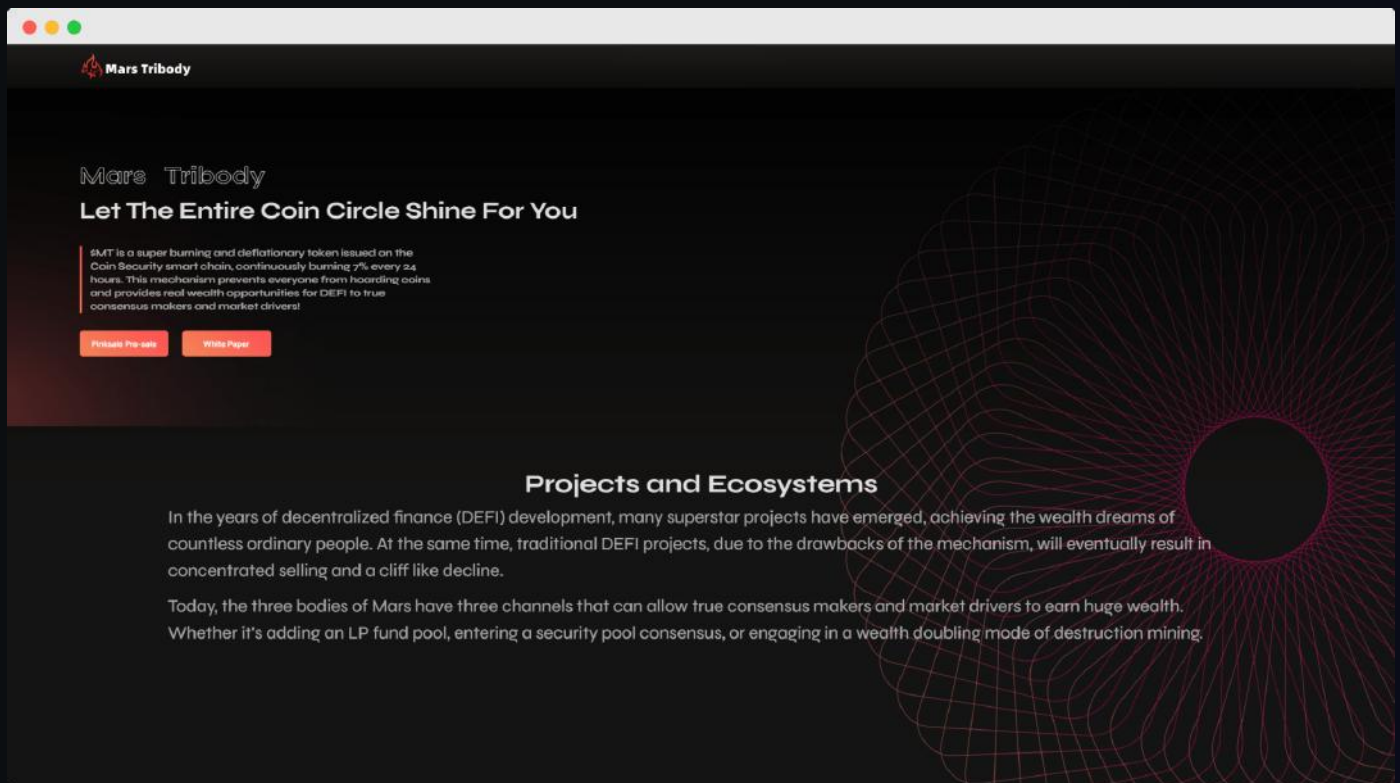 Mars Tribody
Mars Tribody
Let The Entire Coin Circle Shine For You
$MT is a super burning and deflationary token issued on the
Coin Security smart chain, continuously burning 7% every 24
hours. This mechanism prevents everyone from hoarding coins
and provides real wealth opportunities for DEFI to true
consensus makers and market drivers!
Pinksale Pre-sale
White Paper
Projects and Ecosystems
In the years of decentralized finance (DEFI) development, many superstar projects have emerged, achieving the wealth dreams of
countless ordinary people. At the same time, traditional DEFI projects, due to the drawbacks of the mechanism, will eventually result in
concentrated selling and a cliff like decline.
Today, the three bodies of Mars have three channels that can allow true consensus makers and market drivers to earn huge wealth.
Whether it's adding an LP fund pool, entering a security pool consensus, or engaging in a wealth doubling mode of destruction mining.